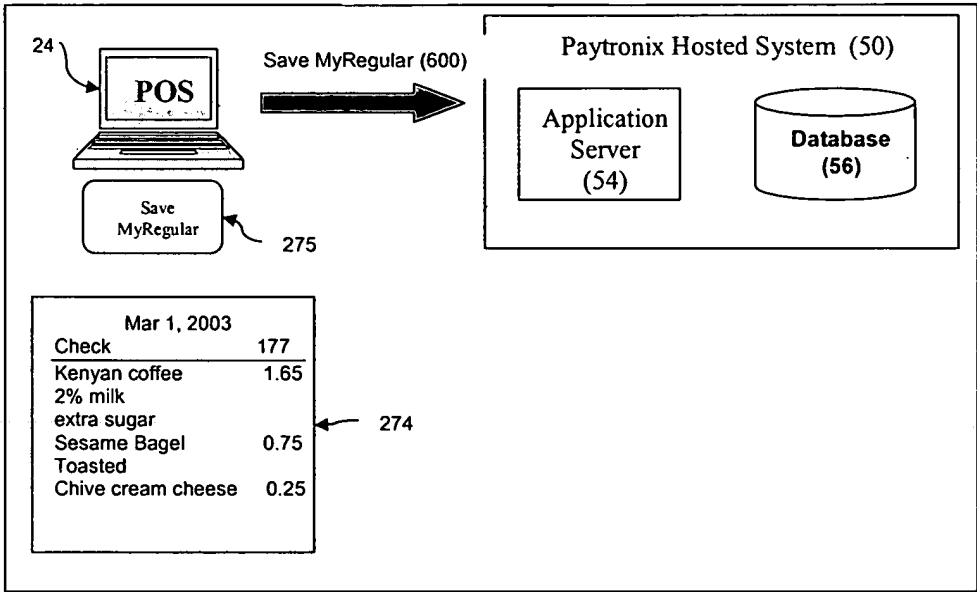 24
POS
Save MyRegular (600)
Paytronix Hosted System (50)
Application
Server
(54)
Database
(56)
Save
MyRegular
275
Mar 1, 2003
Check 177
Kenyan coffee 1.65
2% milk
extra sugar
Sesame Bagel 0.75
Toasted
Chive cream cheese 0.25
274